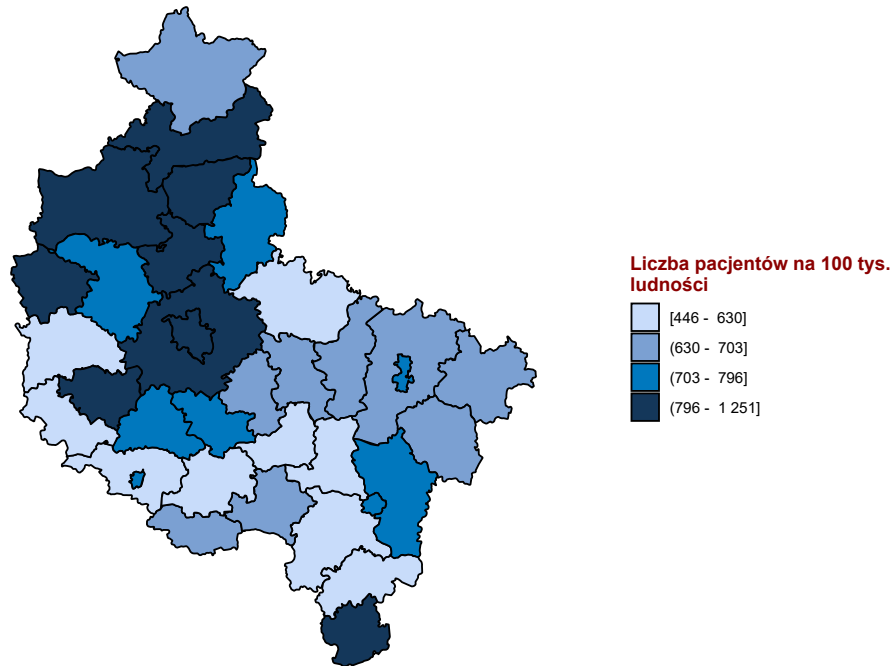 Liczba pacjentów na 100 tys.
ludności
[446 - 630]
(630 - 703]
(703 - 796]
(796 - 1 251]